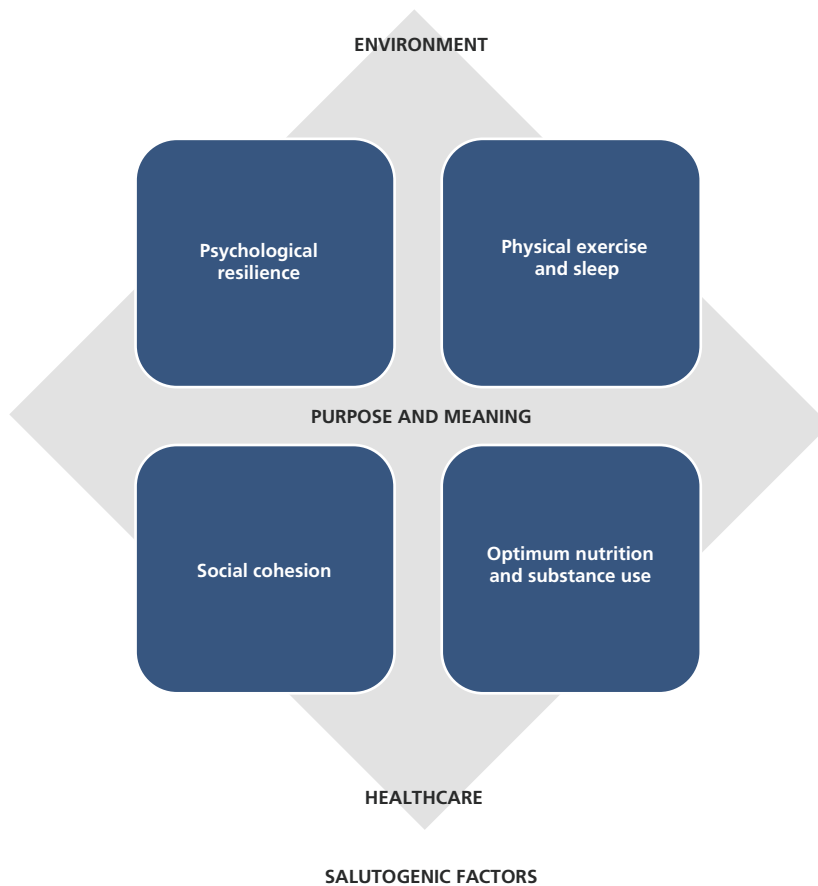 ENVIRONMENT
Psychological
resilience
Physical exercise
and sleep
PURPOSE AND MEANING
Social cohesion
Optimum nutrition
and substance use
HEALTHCARE
SALUTOGENIC FACTORS